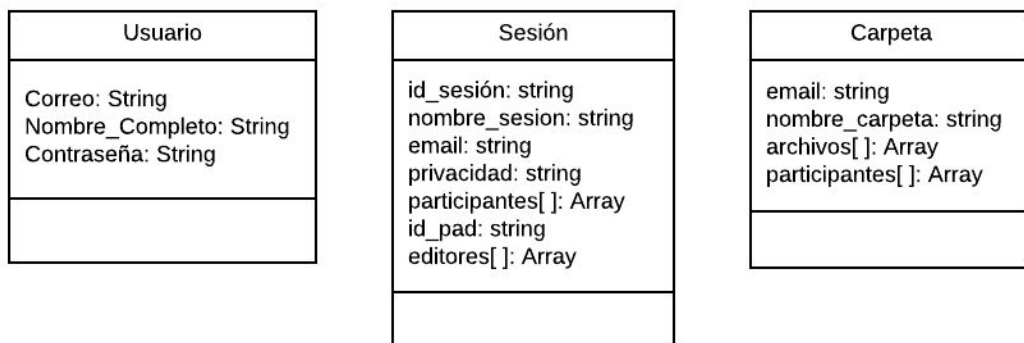 Usuario
Correo: String
Nombre_Completo: String
Contraseña: String
Sesión
id_sesión: string
nombre_sesion: string
email: string
privacidad: string
participantes[ ]: Array
id_pad: string
editores[ ]: Array
Carpeta
email: string
nombre_carpeta: string
archivos[ ]: Array
participantes[ ]: Array